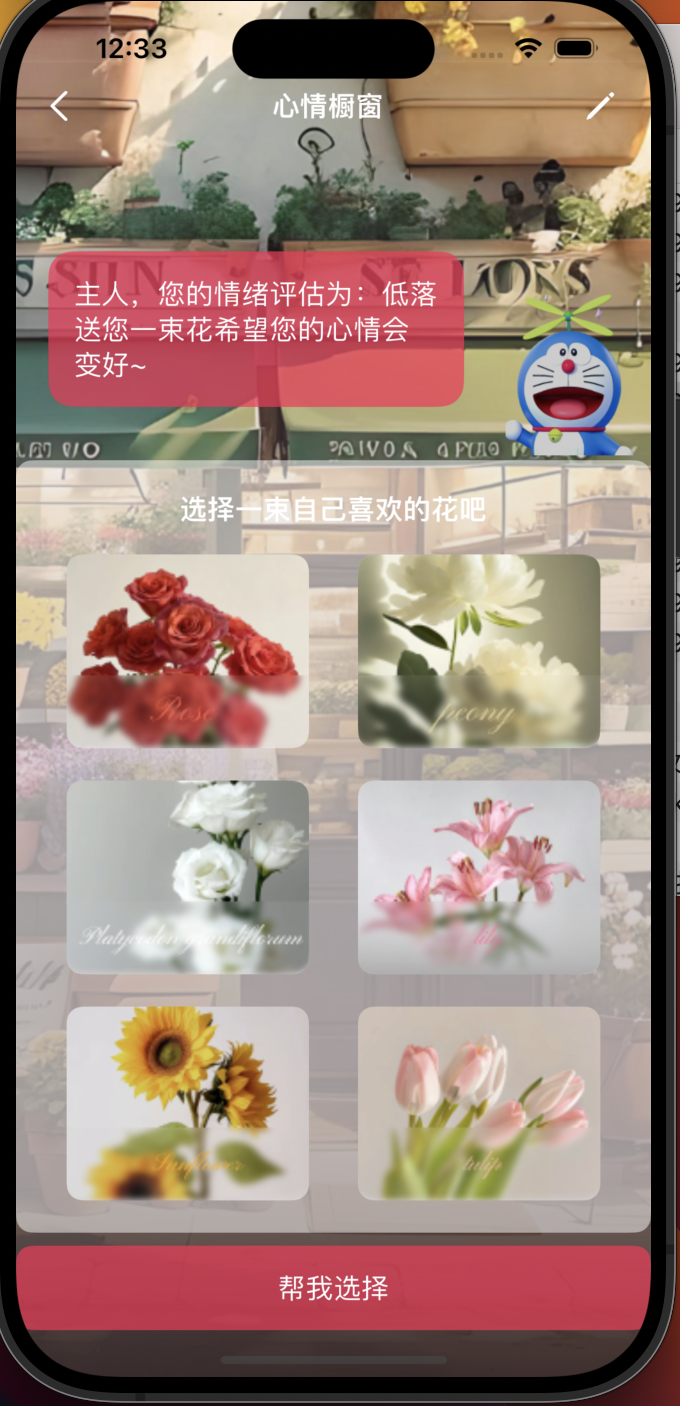 12:33
心情橱窗
主人，您的情绪评估为：低落
送您一束花希望您的心情会
变好~
选择一束自己喜欢的花吧
Rose
peony
Platycodon grandiflorum
lily
Sunflower
tulip
帮我选择